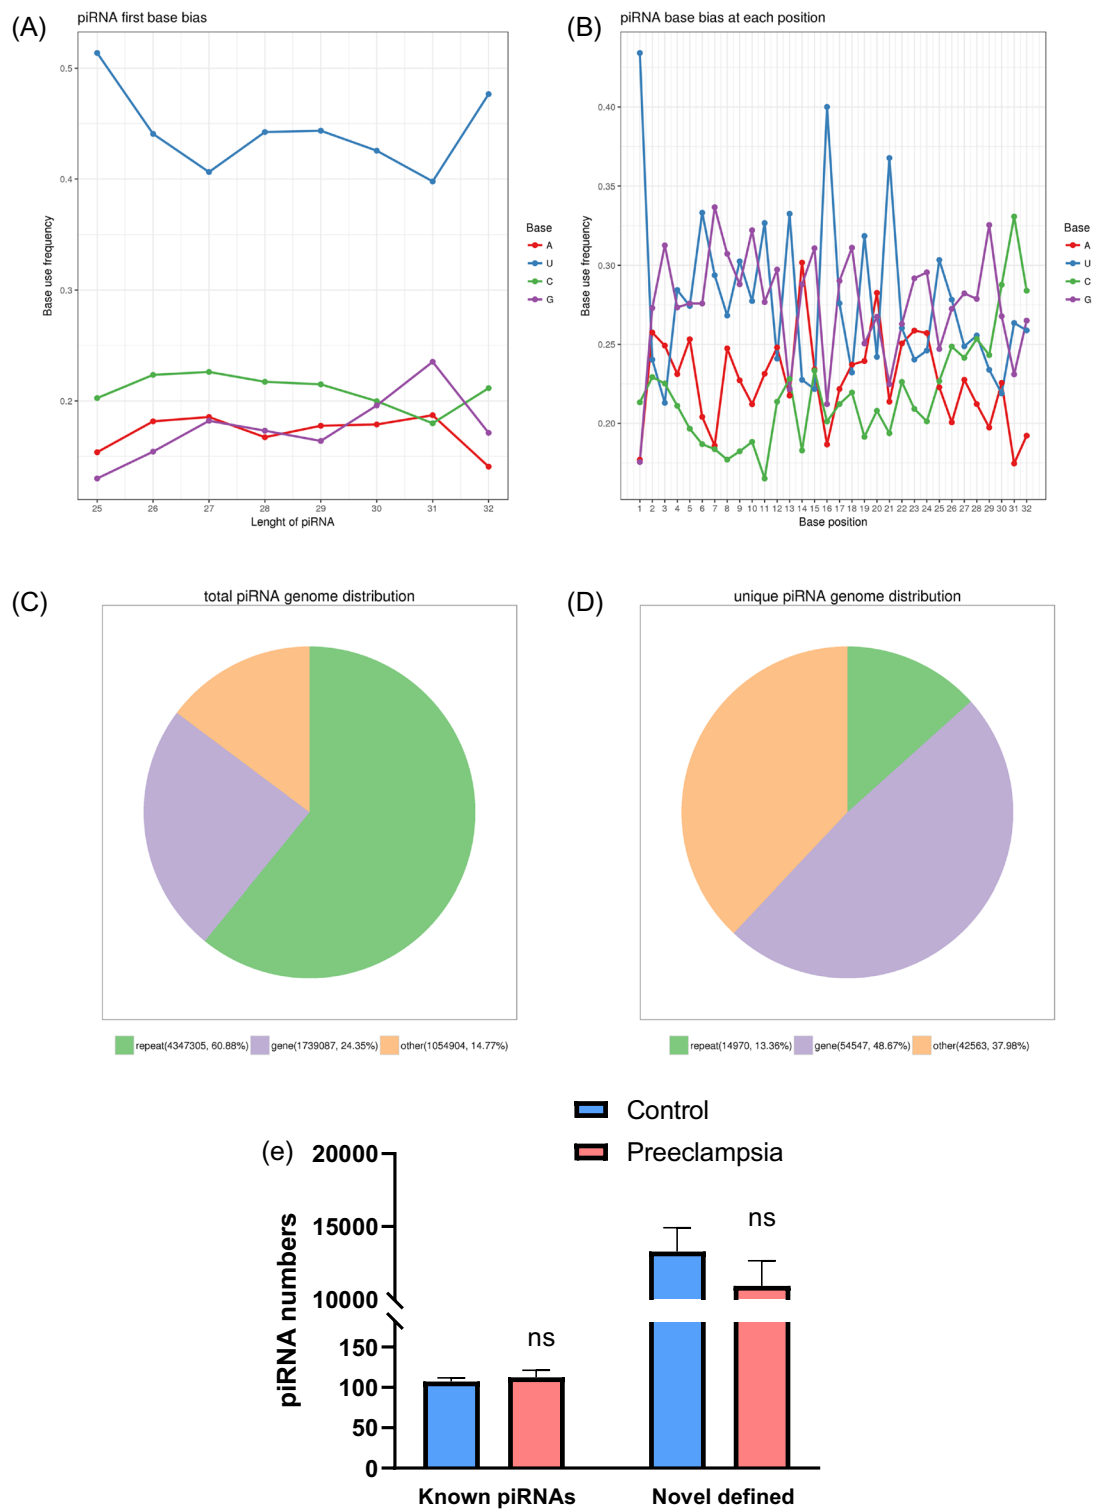 (A)
piRNA first base bias
0.5
0.4
0.3
0.2
Base use frequency
25 26 27 28 29 30 31 32
Lenght of piRNA
Base
A
U
C
G
(B)
piRNA base bias at each position
0.40
0.35
0.30
0.25
0.20
Base use frequency
1 2 3 4 5 6 7 8 9 10 11 12 13 14 15 16 17 18 19 20 21 22 23 24 25 26 27 28 29 30 31 32
Base position
Base
A
U
C
G
(C)
total piRNA genome distribution
repeat(4347305, 60.88%) gene(1739087, 24.35%) other(1054904, 14.77%)
(D)
unique piRNA genome distribution
repeat(14970, 13.36%) gene(54547, 48.67%) other(42563, 37.98%)
(e)
Control
Preeclampsia
20000
15000
10000
150
100
50
0
piRNA numbers
ns
ns
Known piRNAs
Novel defined